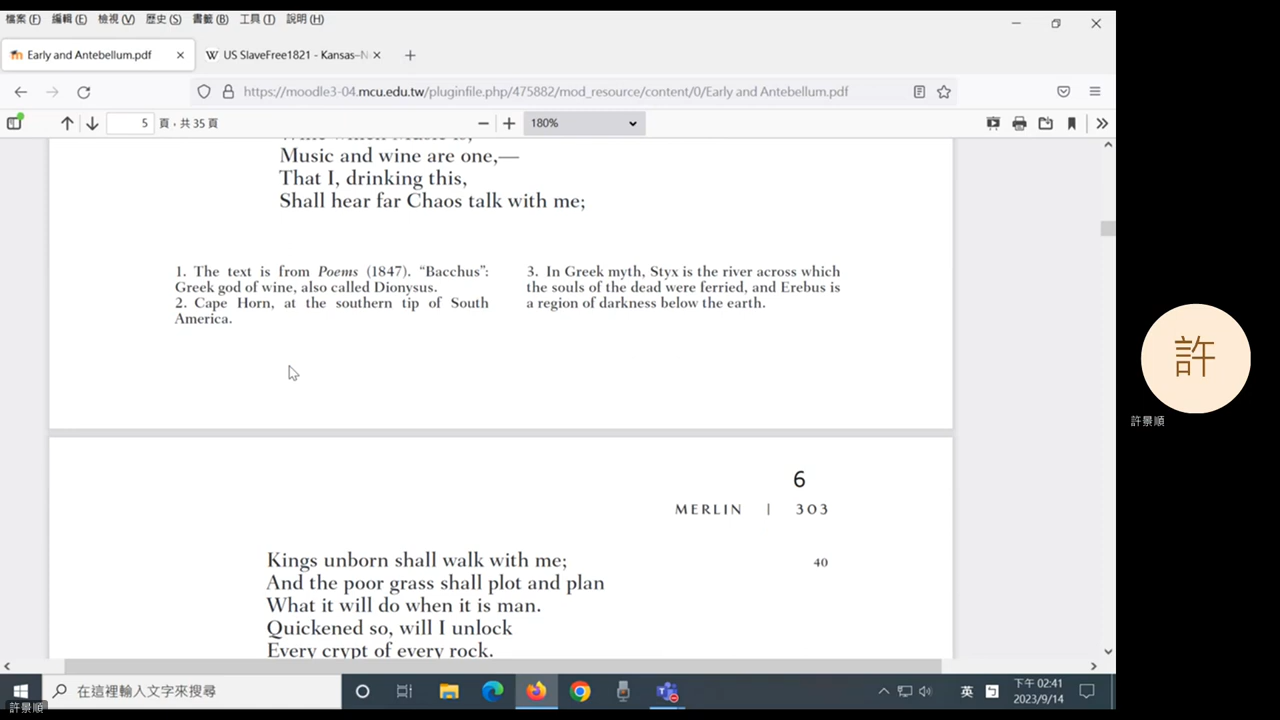 檔案(F) 編輯(E) 檢視(V) 歷史(S) 書籤(B) 工具(T) 說明(H)
Early and Antebellum.pdf
US SlaveFree1821 - Kansas–N
https://moodle3-04.mcu.edu.tw/pluginfile.php/475882/mod_resource/content/0/Early and Antebellum.pdf
5 頁，共 35 頁
180%
Music and wine are one,—
That I, drinking this,
Shall hear far Chaos talk with me;
1. The text is from Poems (1847). “Bacchus”:
Greek god of wine, also called Dionysus.
2. Cape Horn, at the southern tip of South
America.
3. In Greek myth, Styx is the river across which
the souls of the dead were ferried, and Erebus is
a region of darkness below the earth.
6
MERLIN | 303
Kings unborn shall walk with me;
40
And the poor grass shall plot and plan
What it will do when it is man.
Quickened so, will I unlock
Every crypt of every rock.
許
許景順
在這裡輸入文字來搜尋
英
下午 02:41
2023/9/14
許景順